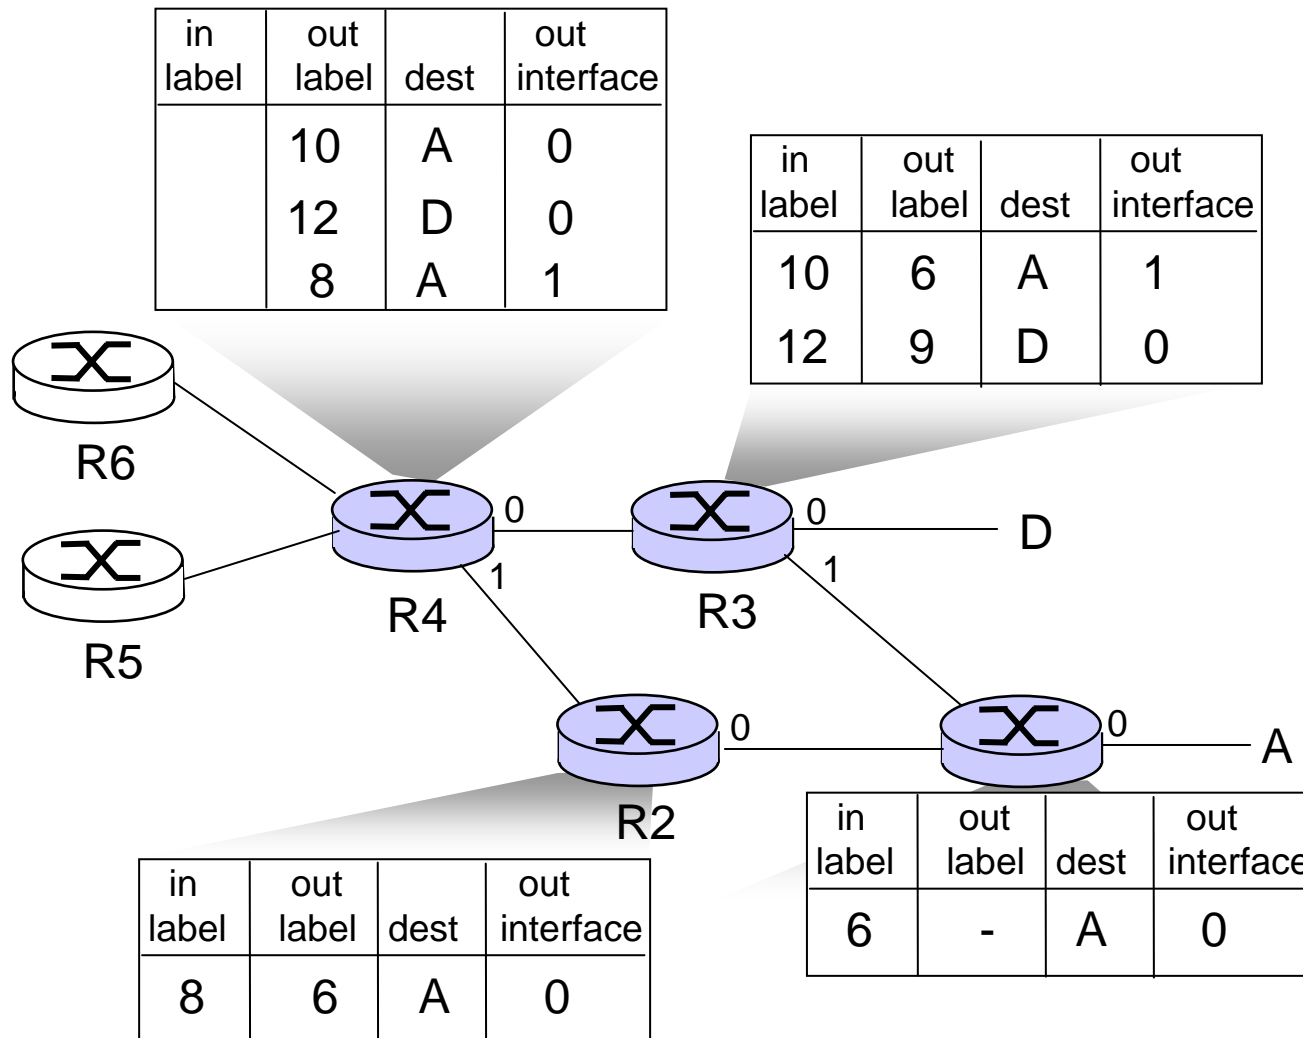 in out out
label label dest interface
10 A 0
12 D 0
8 A 1
in out out
label label dest interface
10 6 A 1
12 9 D 0
R6
R5
R4
0
1
R3
0
1
D
R2
0
0
A
in out out
label label dest interface
8 6 A 0
in out out
label label dest interface
6 - A 0